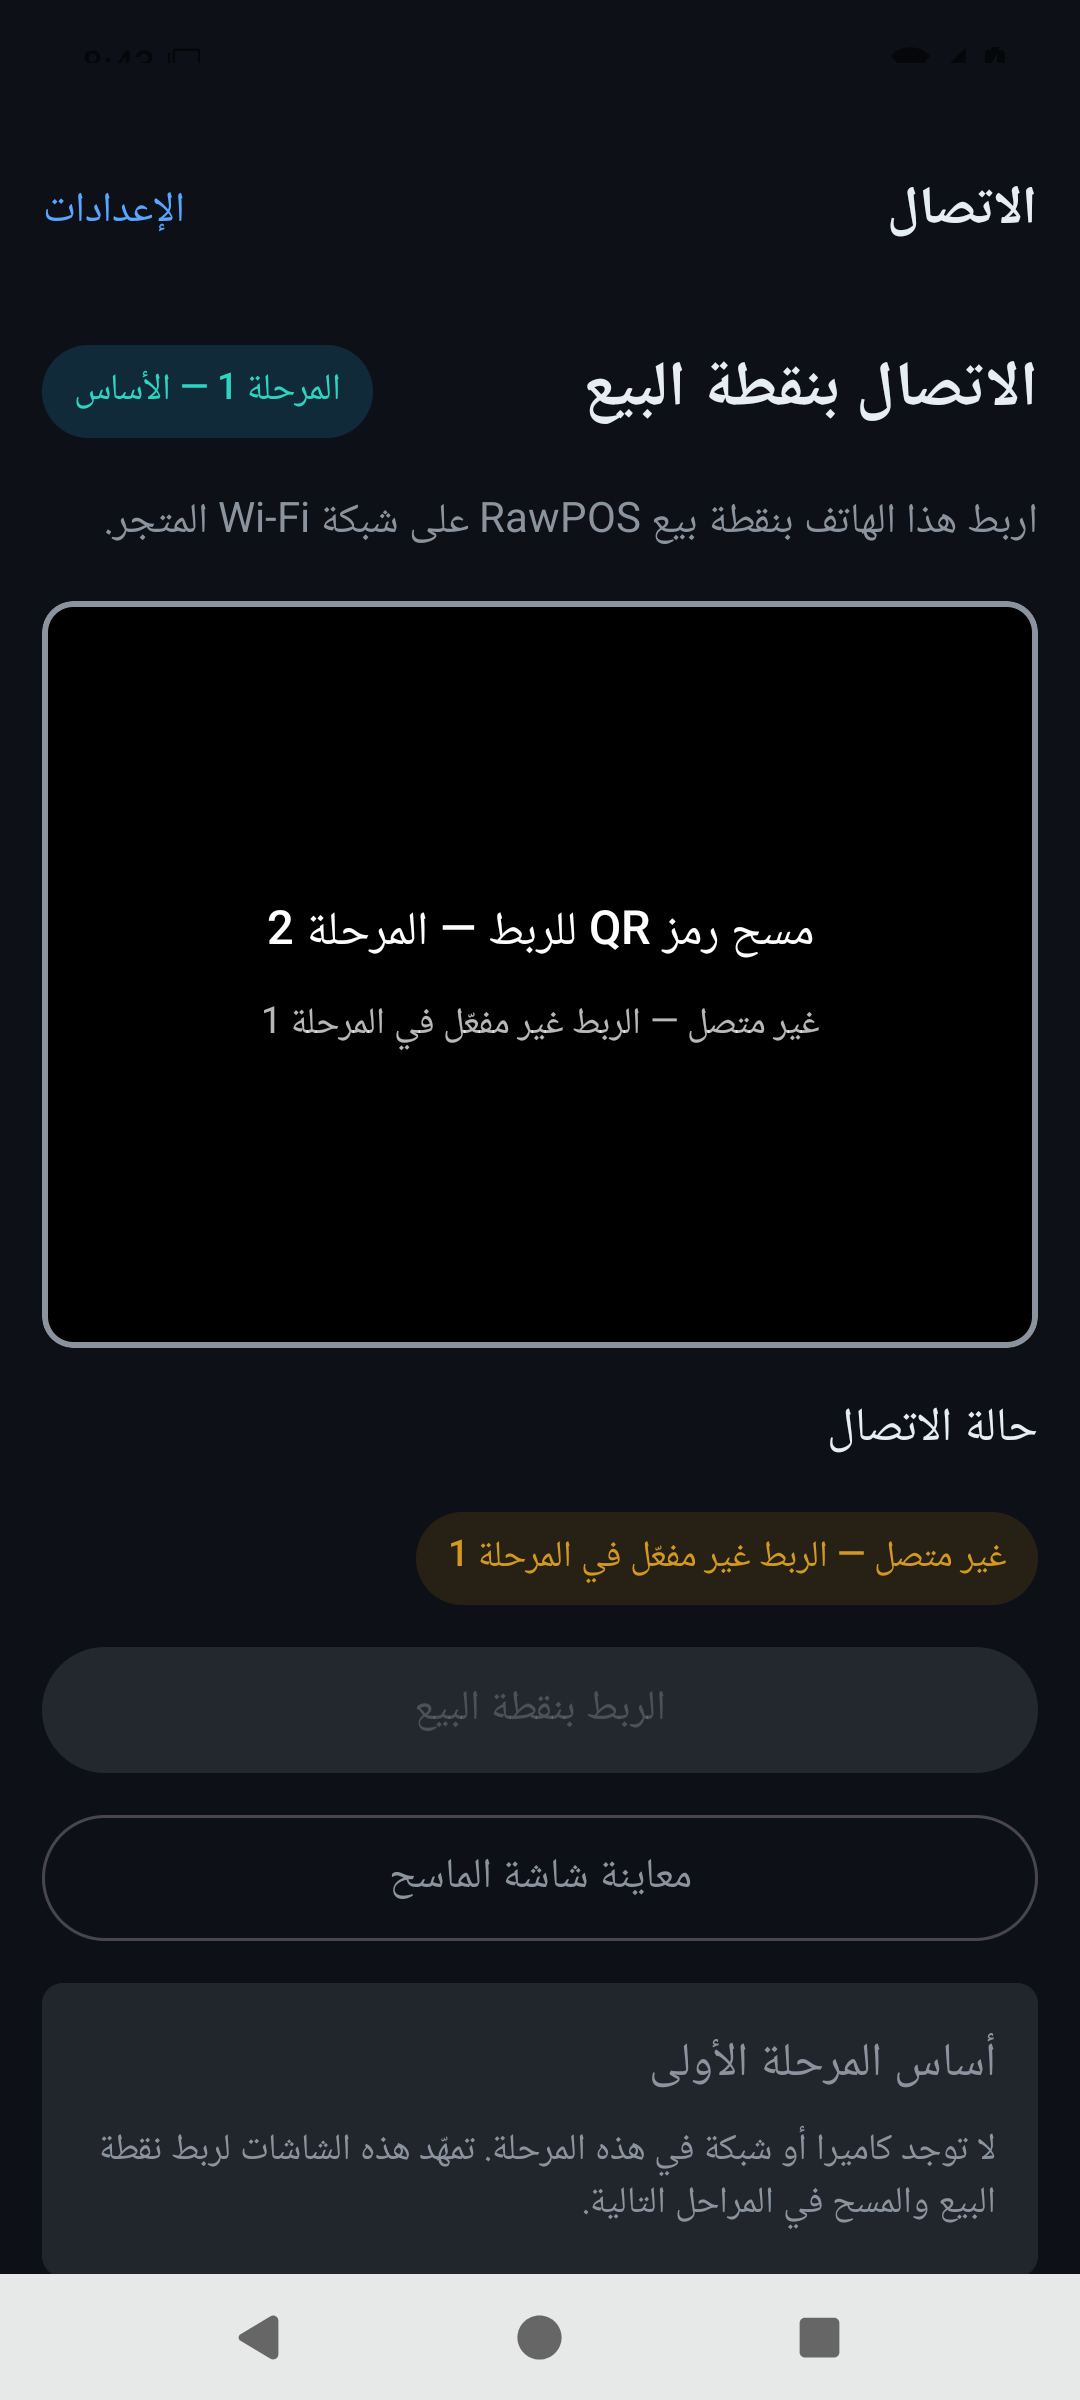 الاتصال
الإعدادات
الاتصال بنقطة البيع
المرحلة 1 — الأساس
اربط هذا الهاتف بنقطة بيع RawPOS على شبكة Wi-Fi المتجر.
مسح رمز QR للربط — المرحلة 2
غير متصل — الربط غير مفعّل في المرحلة 1
حالة الاتصال
غير متصل — الربط غير مفعّل في المرحلة 1
الربط بنقطة البيع
معاينة شاشة الماسح
أساس المرحلة الأولى
لا توجد كاميرا أو شبكة في هذه المرحلة. تمهّد هذه الشاشات لربط نقطة
البيع والمسح في المراحل التالية.